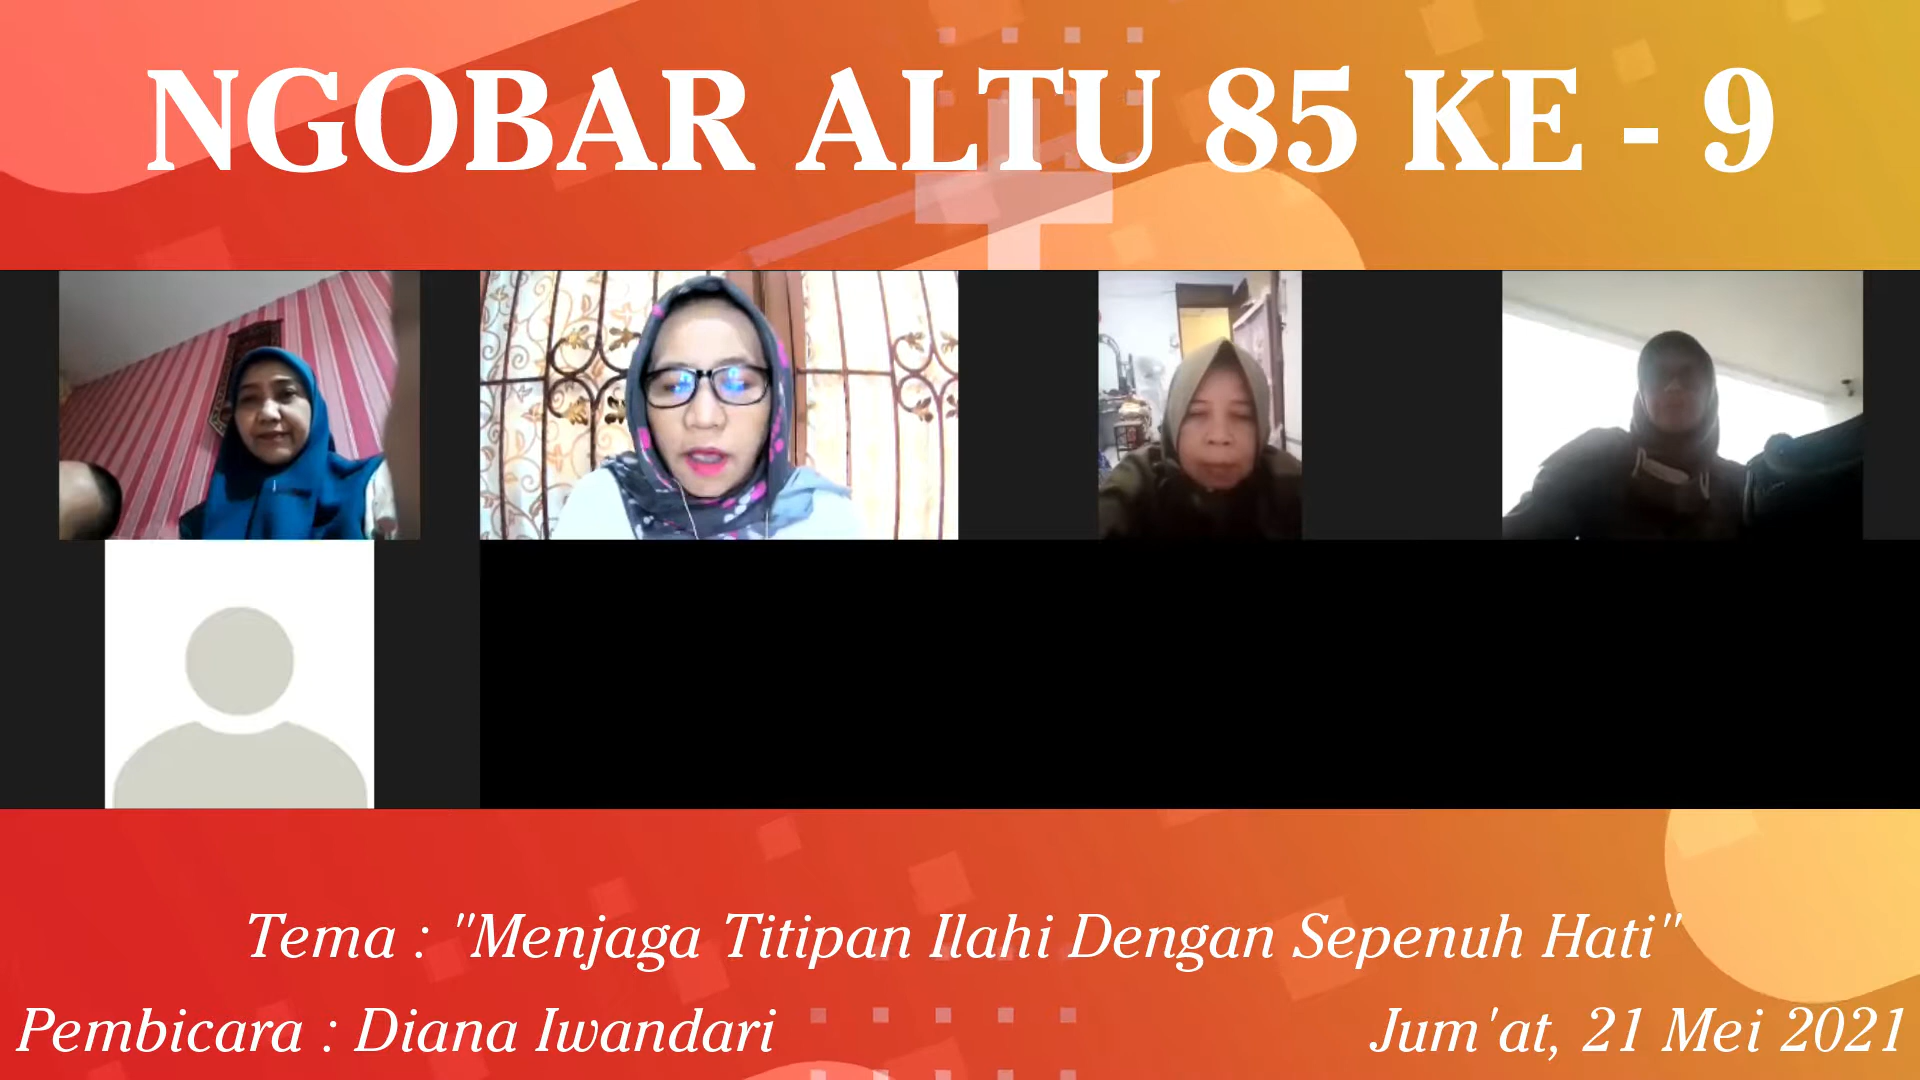 NGOBAR ALTU 85 KE - 9
Tema : "Menjaga Titipan Ilahi Dengan Sepenuh Hati"
Pembicara : Diana Iwandari
Jum'at, 21 Mei 2021